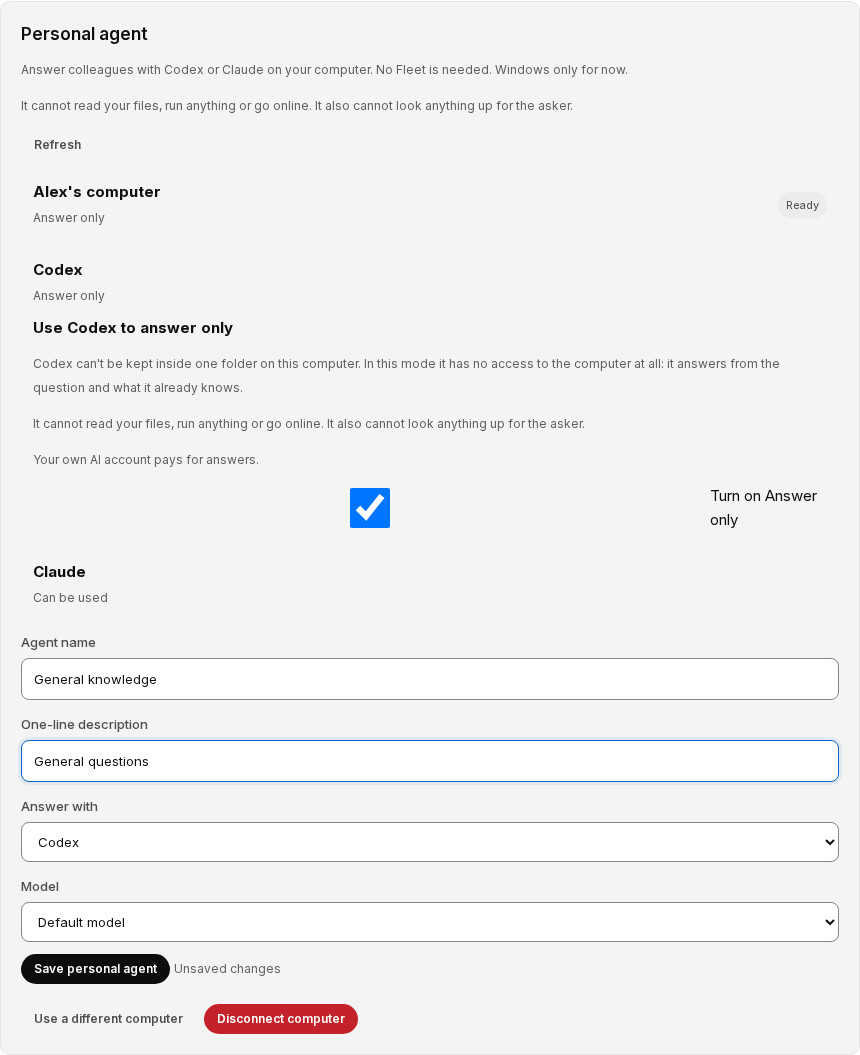 Personal agent
Answer colleagues with Codex or Claude on your computer. No Fleet is needed. Windows only for now.
It cannot read your files, run anything or go online. It also cannot look anything up for the asker.
Refresh
Alex's computer
Answer only
Ready
Codex
Answer only
Use Codex to answer only
Codex can't be kept inside one folder on this computer. In this mode it has no access to the computer at all: it answers from the
question and what it already knows.
It cannot read your files, run anything or go online. It also cannot look anything up for the asker.
Your own AI account pays for answers.
Turn on Answer
only
Claude
Can be used
Agent name
General knowledge
One-line description
General questions
Answer with
Codex
Model
Default model
Save personal agent Unsaved changes
Use a different computer Disconnect computer